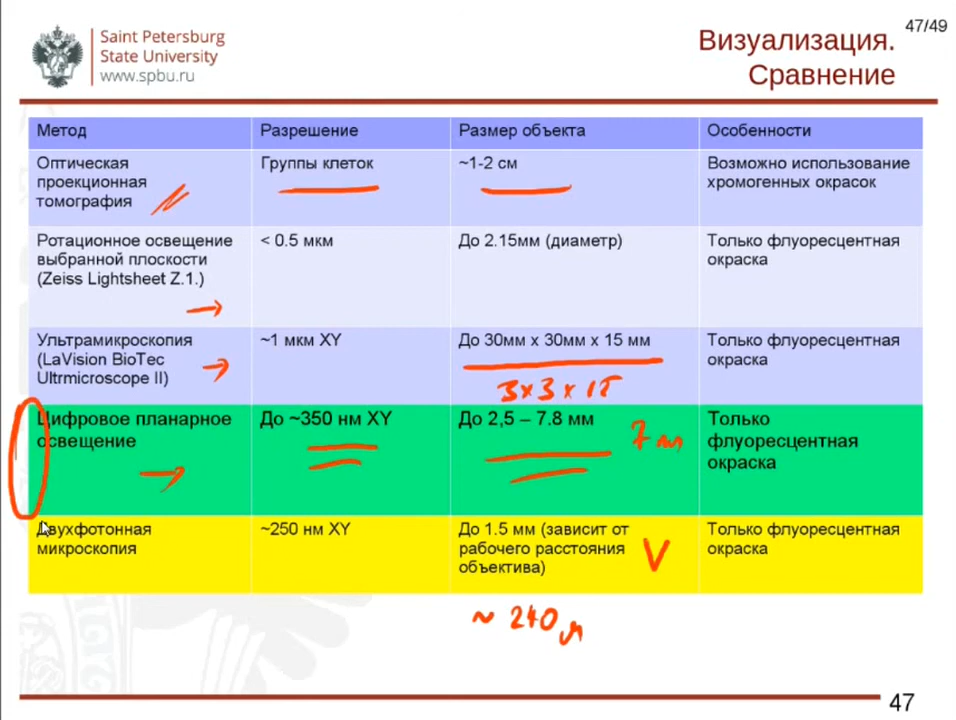 47/49
Saint Petersburg
State University
www.spbu.ru
Визуализация.
Сравнение
Метод
Разрешение
Размер объекта
Особенности
Оптическая
проекционная
томография
Группы клеток
~1-2 см
Возможно использование
хромогенных окрасок
Ротационное освещение
выбранной плоскости
(Zeiss Lightsheet Z.1.)
< 0.5 мкм
До 2.15мм (диаметр)
Только флуоресцентная
окраска
Ультрамикроскопия
(LaVision BioTec
Ultrmicroscope II)
~1 мкм XY
До 30мм x 30мм x 15 мм
3 x 3 x 15
Только флуоресцентная
окраска
Цифровое планарное
освещение
До ~350 нм XY
До 2,5 – 7.8 мм
7 мм
Только
флуоресцентная
окраска
Двухфотонная
микроскопия
~250 нм XY
До 1.5 мм (зависит от
рабочего расстояния
объектива)
V
Только флуоресцентная
окраска
47